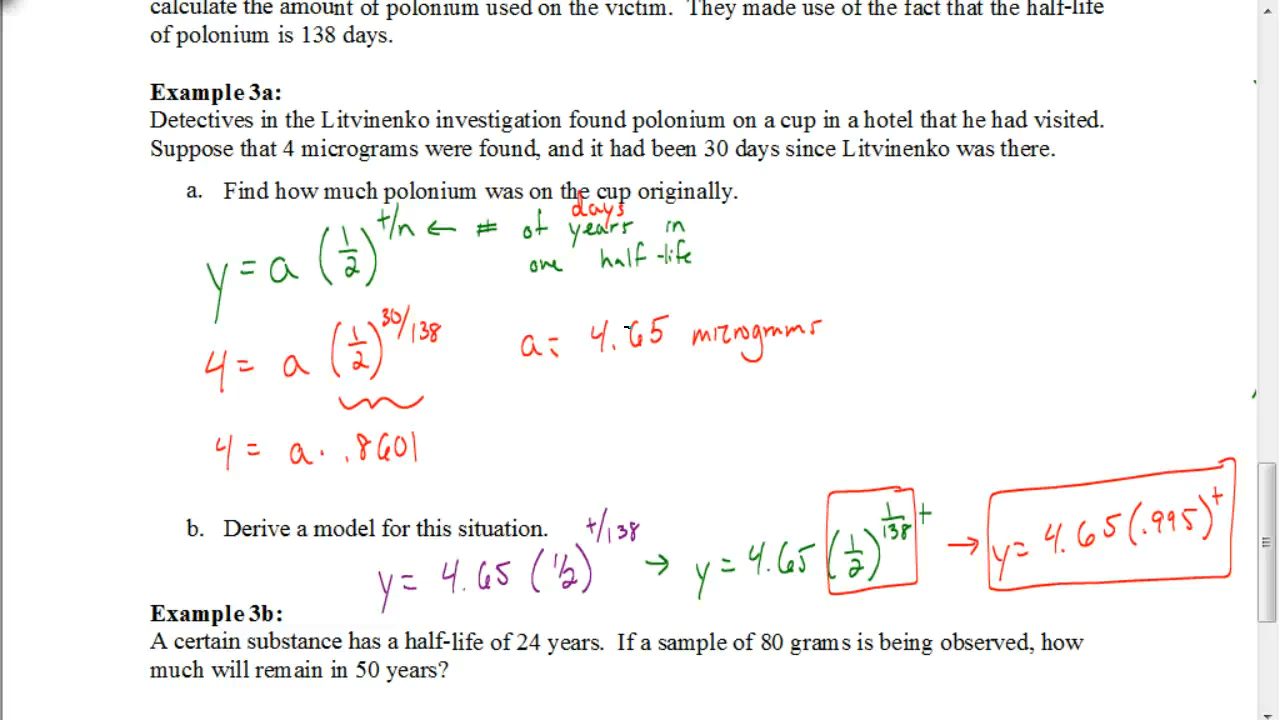 calculate the amount of polonium used on the victim. They made use of the fact that the half-life
of polonium is 138 days.
Example 3a:
Detectives in the Litvinenko investigation found polonium on a cup in a hotel that he had visited.
Suppose that 4 micrograms were found, and it had been 30 days since Litvinenko was there.
a. Find how much polonium was on the cup originally.
days
y = a (1/2)^t/n ← # of years in
one half-life
4 = a (1/2)^30/138 a = 4.65 micrograms
4 = a · .8601
b. Derive a model for this situation.
y = 4.65 (1/2)^t/138 → y = 4.65 (1/2)^1/138 t → y = 4.65 (.995)^t
Example 3b:
A certain substance has a half-life of 24 years. If a sample of 80 grams is being observed, how
much will remain in 50 years?